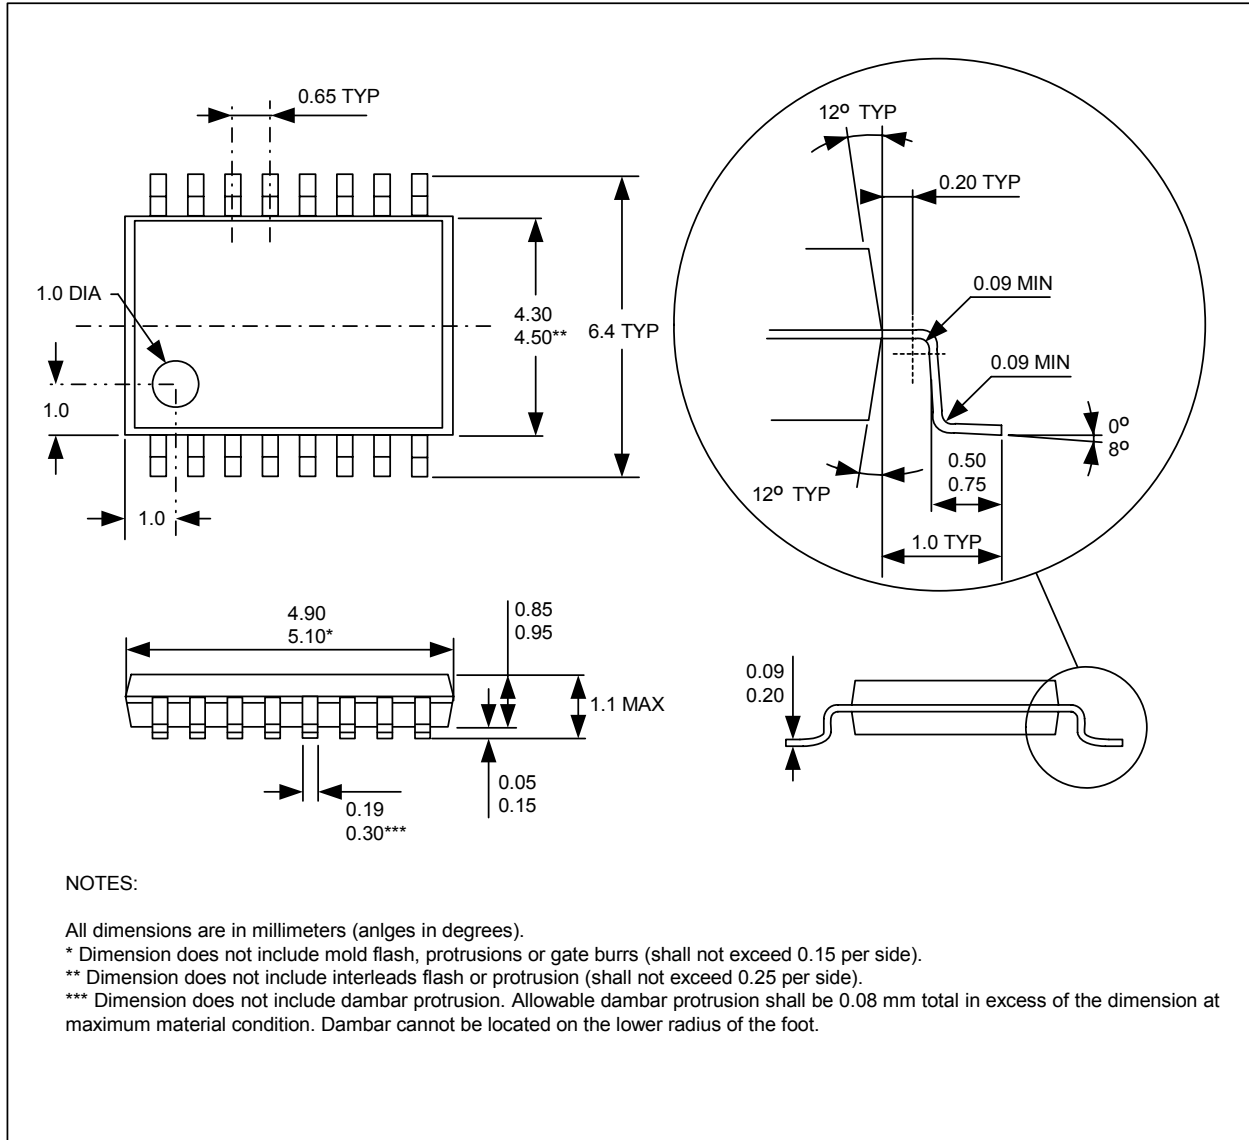 0.65 TYP
1.0 DIA
4.30
4.50**
6.4 TYP
1.0
1.0
12º TYP
0.20 TYP
0.09 MIN
0.09 MIN
0º
8º
0.50
0.75
12º TYP
1.0 TYP
4.90
5.10*
0.85
0.95
1.1 MAX
0.05
0.15
0.19
0.30***
0.09
0.20
NOTES:
All dimensions are in millimeters (anlges in degrees).
* Dimension does not include mold flash, protrusions or gate burrs (shall not exceed 0.15 per side).
** Dimension does not include interleads flash or protrusion (shall not exceed 0.25 per side).
*** Dimension does not include dambar protrusion. Allowable dambar protrusion shall be 0.08 mm total in excess of the dimension at
maximum material condition. Dambar cannot be located on the lower radius of the foot.